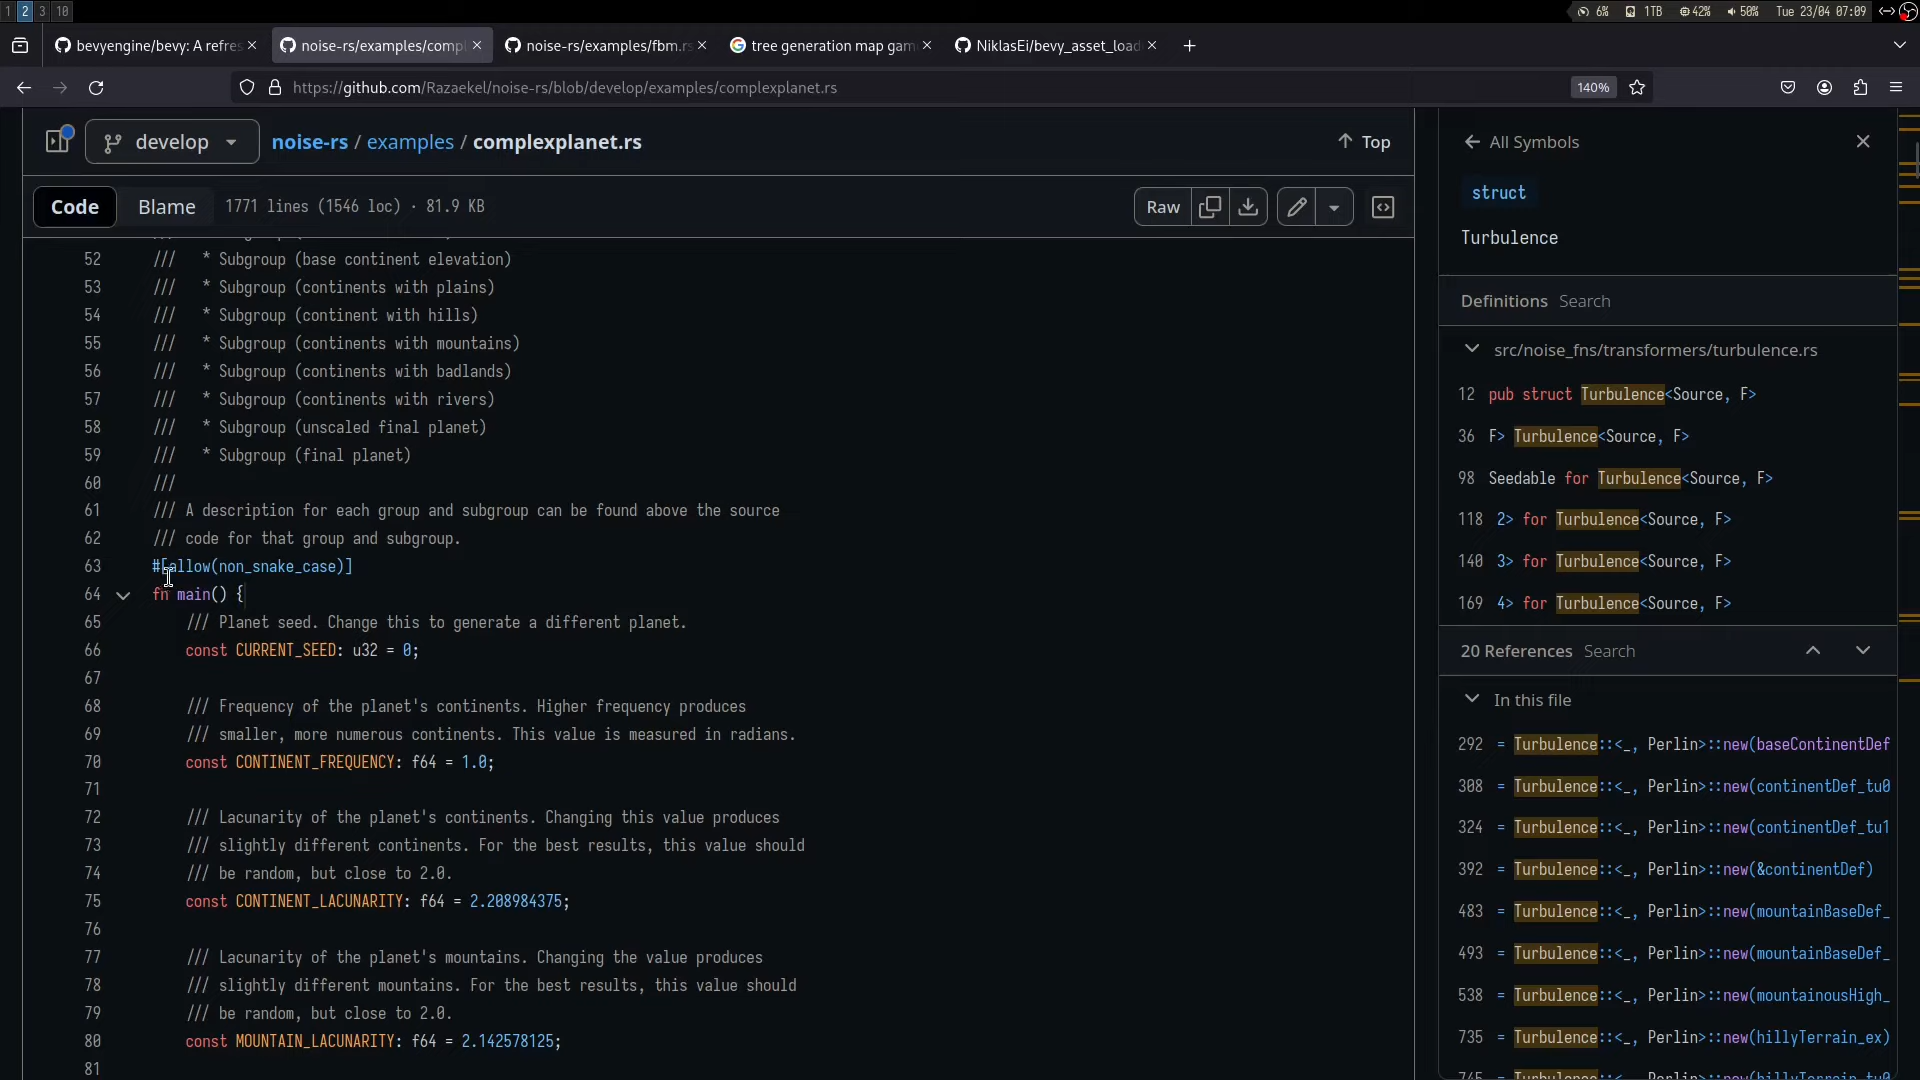 1 2 3 10
6% 1TB 42% 50% Tue 23/04 07:09
bevyengine/bevy: A refres
noise-rs/examples/compl
noise-rs/examples/fbm.rs
tree generation map gam
NiklasEi/bevy_asset_load
https://github.com/Razaekel/noise-rs/blob/develop/examples/complexplanet.rs
140%
develop
noise-rs / examples / complexplanet.rs
Top
Code
Blame
1771 lines (1546 loc) · 81.9 KB
Raw
52 /// * Subgroup (base continent elevation)
53 /// * Subgroup (continents with plains)
54 /// * Subgroup (continent with hills)
55 /// * Subgroup (continents with mountains)
56 /// * Subgroup (continents with badlands)
57 /// * Subgroup (continents with rivers)
58 /// * Subgroup (unscaled final planet)
59 /// * Subgroup (final planet)
60 ///
61 /// A description for each group and subgroup can be found above the source
62 /// code for that group and subgroup.
63 #[allow(non_snake_case)]
64 fn main() {
65 /// Planet seed. Change this to generate a different planet.
66 const CURRENT_SEED: u32 = 0;
67
68 /// Frequency of the planet's continents. Higher frequency produces
69 /// smaller, more numerous continents. This value is measured in radians.
70 const CONTINENT_FREQUENCY: f64 = 1.0;
71
72 /// Lacunarity of the planet's continents. Changing this value produces
73 /// slightly different continents. For the best results, this value should
74 /// be random, but close to 2.0.
75 const CONTINENT_LACUNARITY: f64 = 2.208984375;
76
77 /// Lacunarity of the planet's mountains. Changing the value produces
78 /// slightly different mountains. For the best results, this value should
79 /// be random, but close to 2.0.
80 const MOUNTAIN_LACUNARITY: f64 = 2.142578125;
81
All Symbols
struct
Turbulence
Definitions Search
src/noise_fns/transformers/turbulence.rs
12 pub struct Turbulence<Source, F>
36 F> Turbulence<Source, F>
98 Seedable for Turbulence<Source, F>
118 2> for Turbulence<Source, F>
140 3> for Turbulence<Source, F>
169 4> for Turbulence<Source, F>
20 References Search
In this file
292 = Turbulence::<_, Perlin>::new(baseContinentDef
308 = Turbulence::<_, Perlin>::new(continentDef_tu0
324 = Turbulence::<_, Perlin>::new(continentDef_tu1
392 = Turbulence::<_, Perlin>::new(&continentDef)
483 = Turbulence::<_, Perlin>::new(mountainBaseDef_
493 = Turbulence::<_, Perlin>::new(mountainBaseDef_
538 = Turbulence::<_, Perlin>::new(mountainousHigh_
735 = Turbulence::<_, Perlin>::new(hillyTerrain_ex)
745 = Turbulence::<_, Perlin>::new(hillyTerrain_tu0